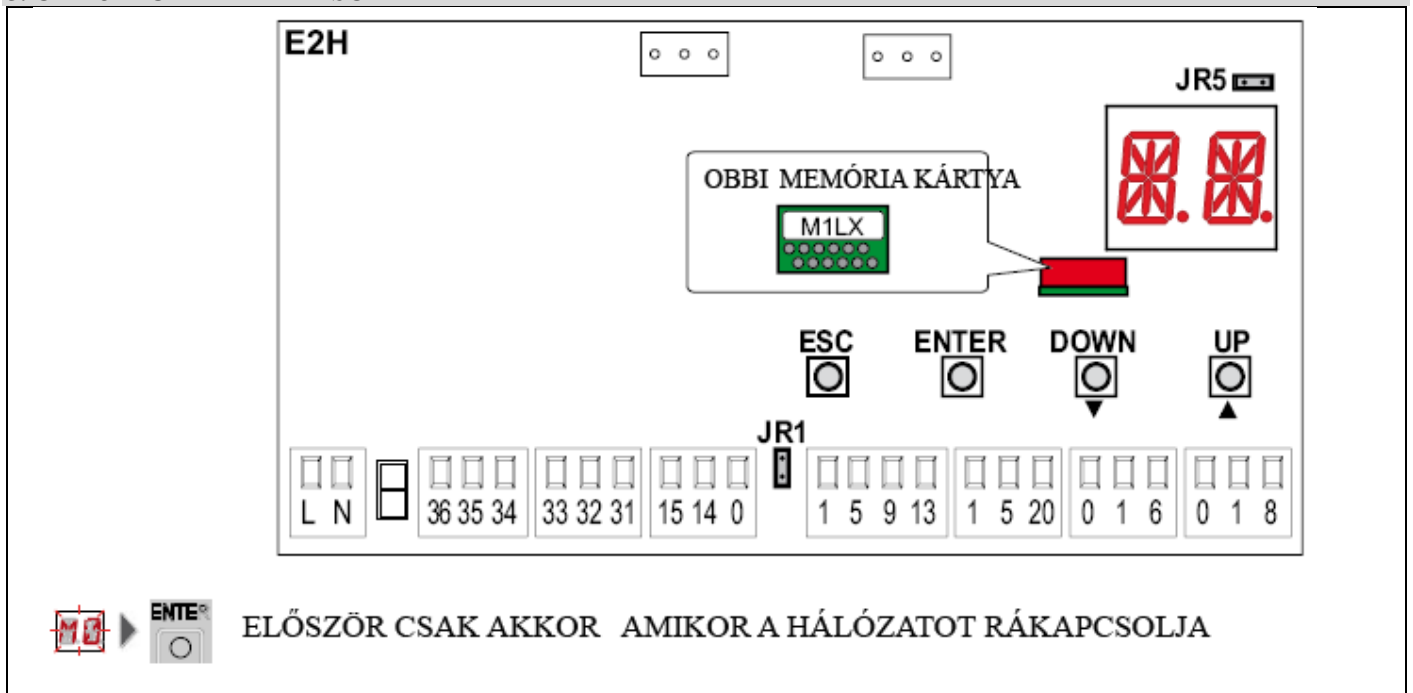 E2H
JR5
OBBI MEMÓRIA KÁRTYA
M1LX
ESC ENTER DOWN UP
JR1
L N 36 35 34 33 32 31 15 14 0 1 5 9 13 1 5 20 0 1 6 0 1 8
ENTER
ELŐSZÖR CSAK AKKOR AMIKOR A HÁLÓZATOT RÁKAPCSOLJA